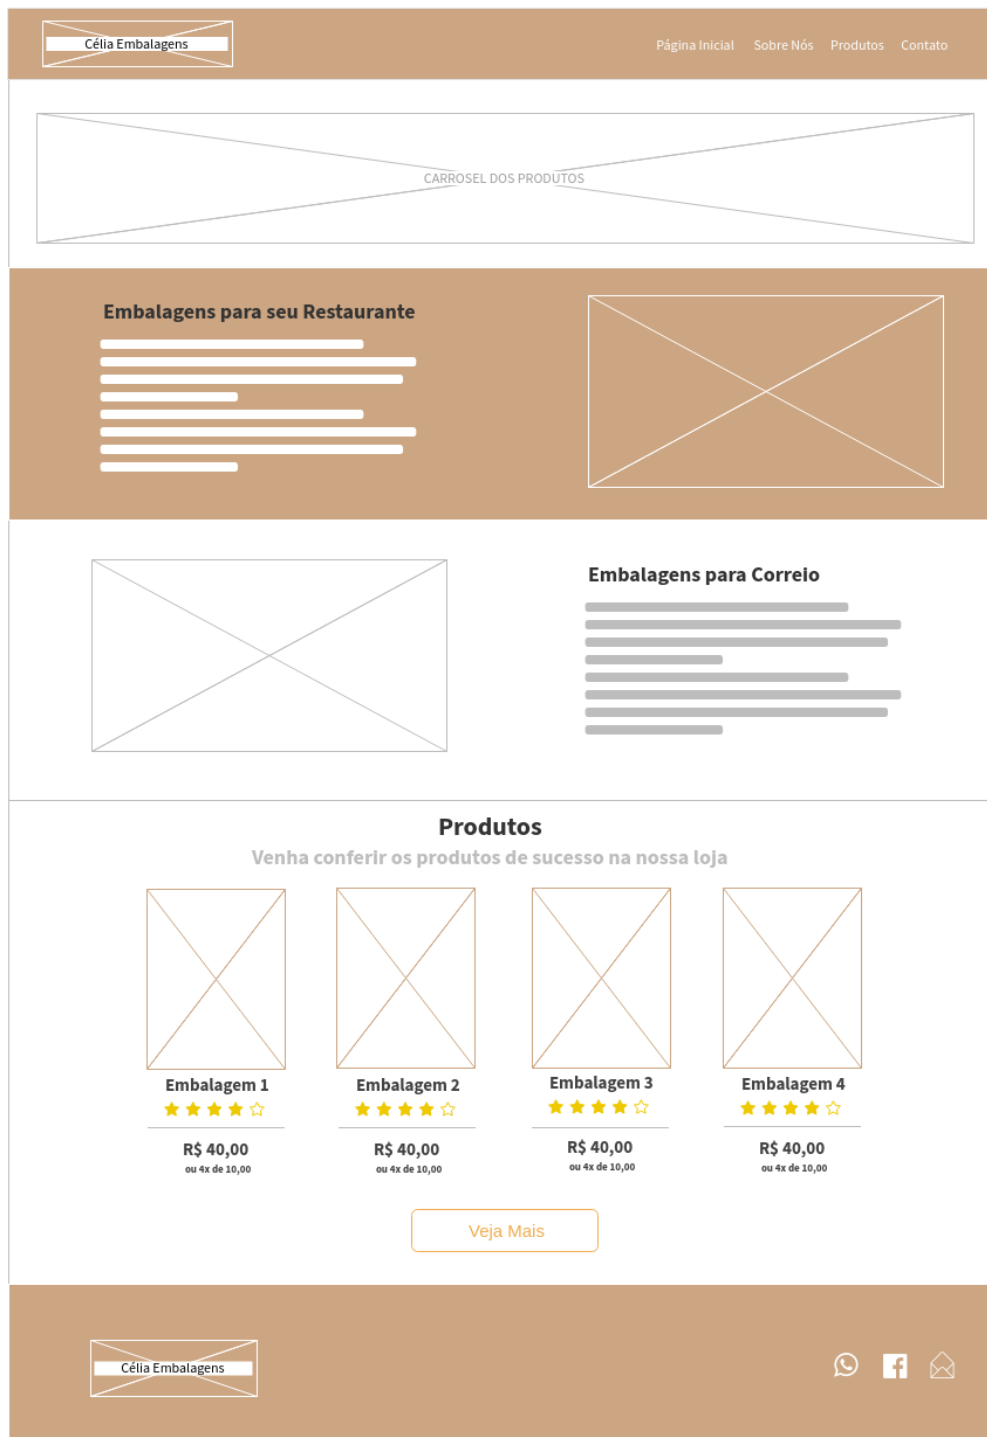 Célia Embalagens
Página Inicial Sobre Nós Produtos Contato
CARROSEL DOS PRODUTOS
Embalagens para seu Restaurante
Embalagens para Correio
Produtos
Venha conferir os produtos de sucesso na nossa loja
Embalagem 1
R$ 40,00
ou 4x de 10,00
Embalagem 2
R$ 40,00
ou 4x de 10,00
Embalagem 3
R$ 40,00
ou 4x de 10,00
Embalagem 4
R$ 40,00
ou 4x de 10,00
Veja Mais
Célia Embalagens